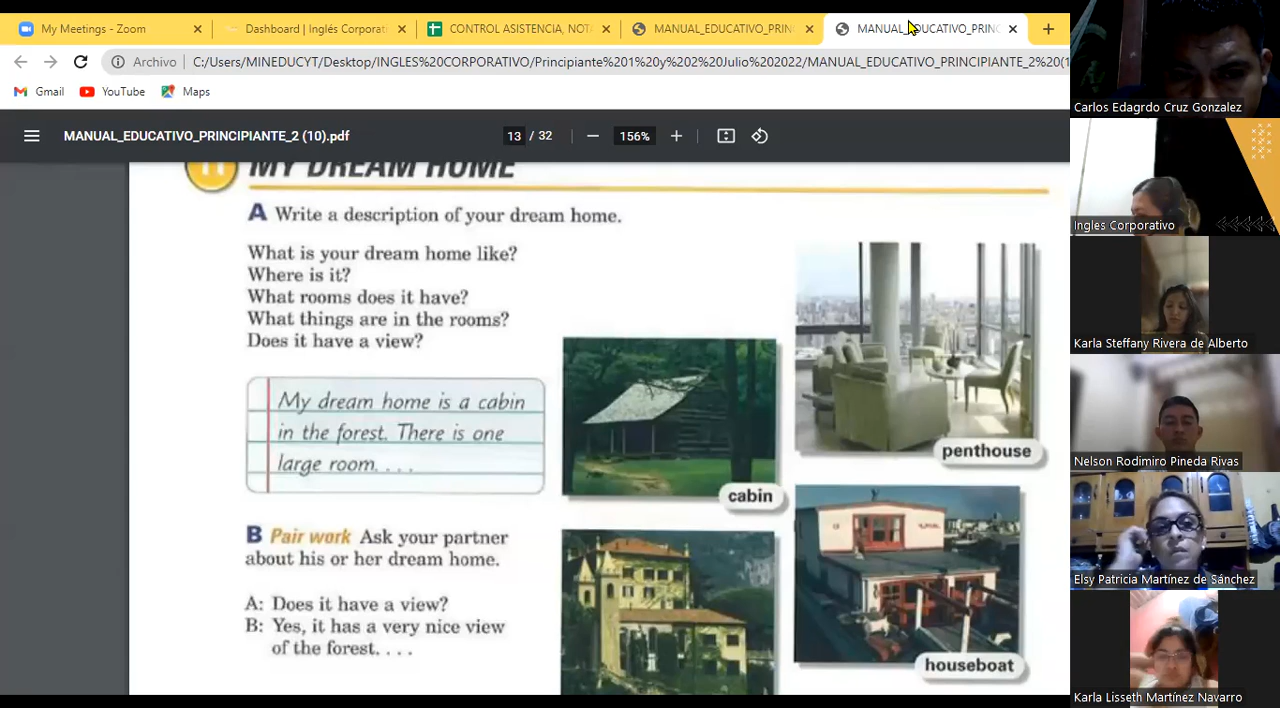 My Meetings - Zoom
Dashboard | Inglés Corporati
CONTROL ASISTENCIA, NOT
MANUAL_EDUCATIVO_PRIN
MANUAL_EDUCATIVO_PRIN
Archivo
C:/Users/MINEDUCYT/Desktop/INGLES%20CORPORATIVO/Principiante%201%20y%202%20Julio%202022/MANUAL_EDUCATIVO_PRINCIPIANTE_2%20(1
Gmail
YouTube
Maps
MANUAL_EDUCATIVO_PRINCIPIANTE_2 (10).pdf
13 / 32
156%
11 MY DREAM HOME
A Write a description of your dream home.
What is your dream home like?
Where is it?
What rooms does it have?
What things are in the rooms?
Does it have a view?
My dream home is a cabin
in the forest. There is one
large room. . . .
B Pair work Ask your partner
about his or her dream home.
A: Does it have a view?
B: Yes, it has a very nice view
of the forest. . . .
cabin
penthouse
houseboat
Carlos Edagrdo Cruz Gonzalez
Ingles Corporativo
Karla Steffany Rivera de Alberto
Nelson Rodimiro Pineda Rivas
Elsy Patricia Martínez de Sánchez
Karla Lisseth Martínez Navarro